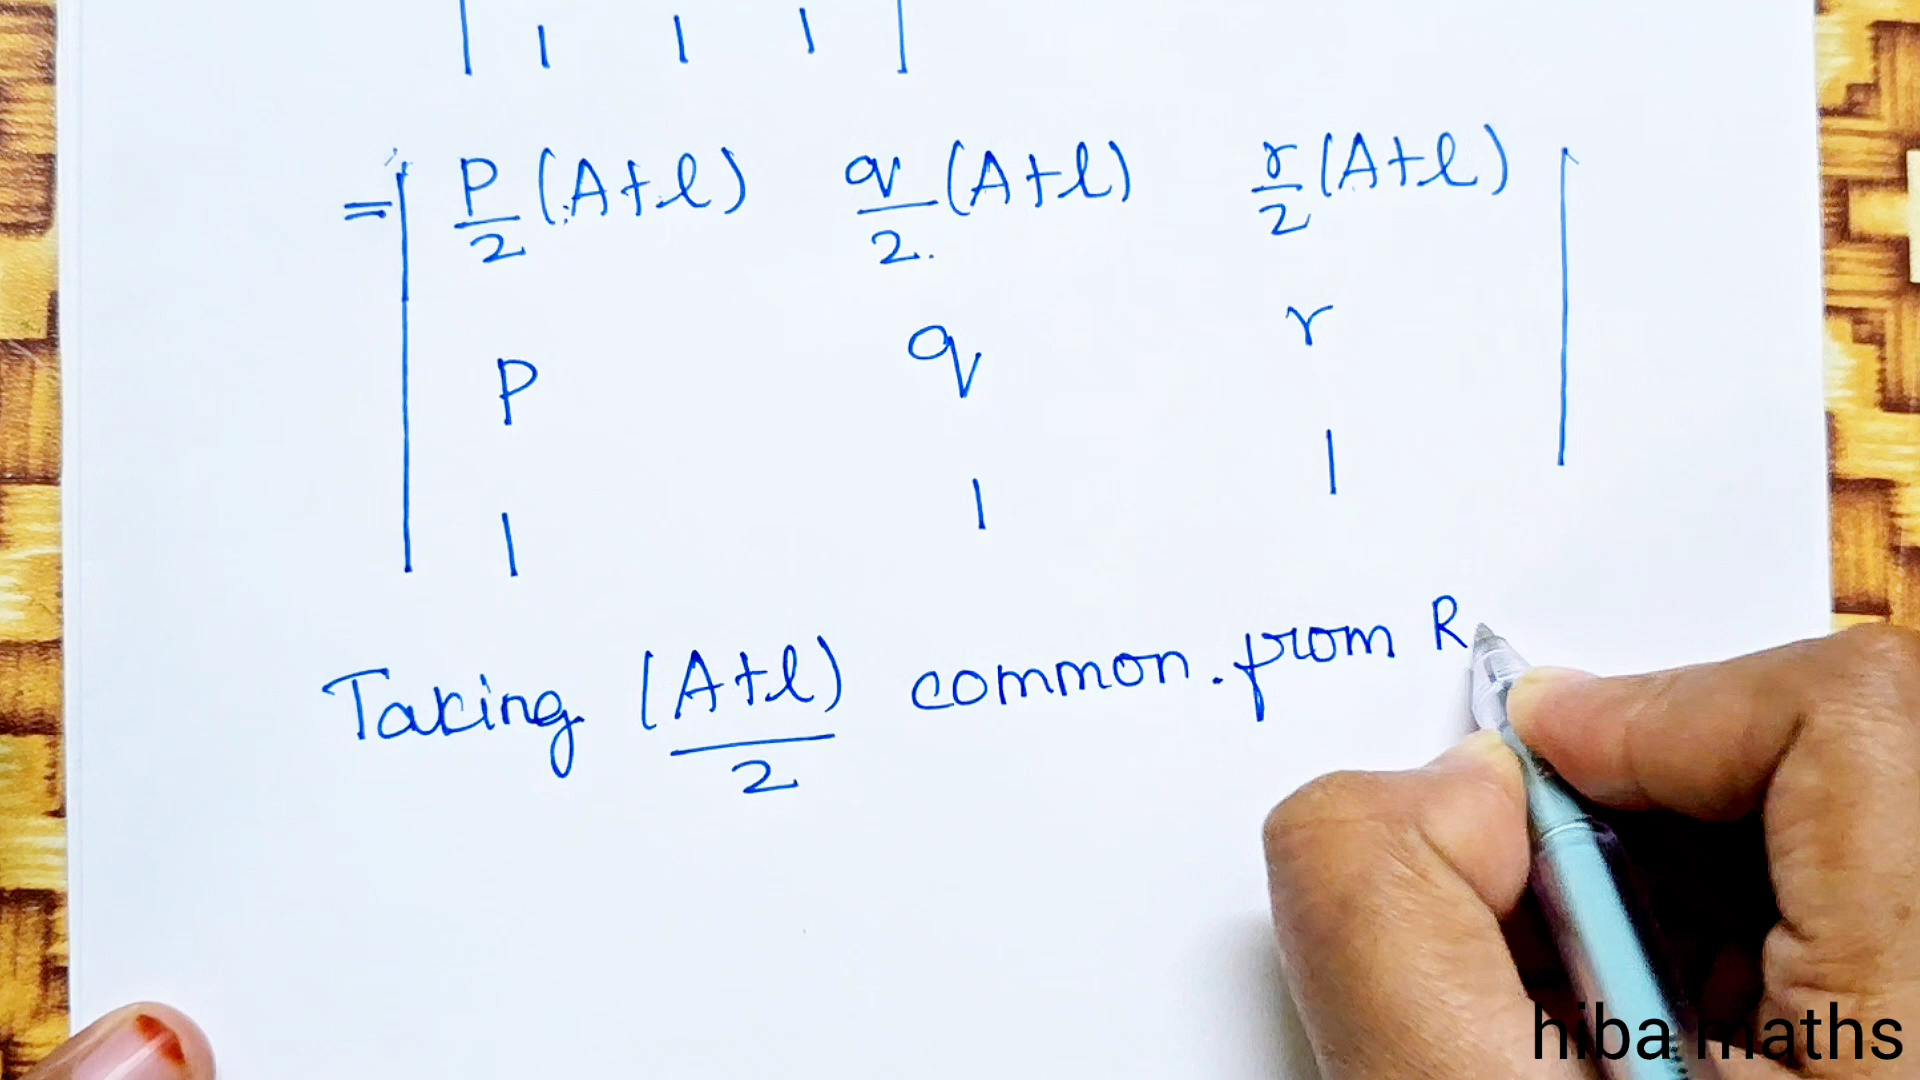 | 1 1 1 |
= | p/2 (A+l) q/2. (A+l) r/2 (A+l) |
p q r
1 1 1
Taking (A+l)/2 common. from R
hiba maths